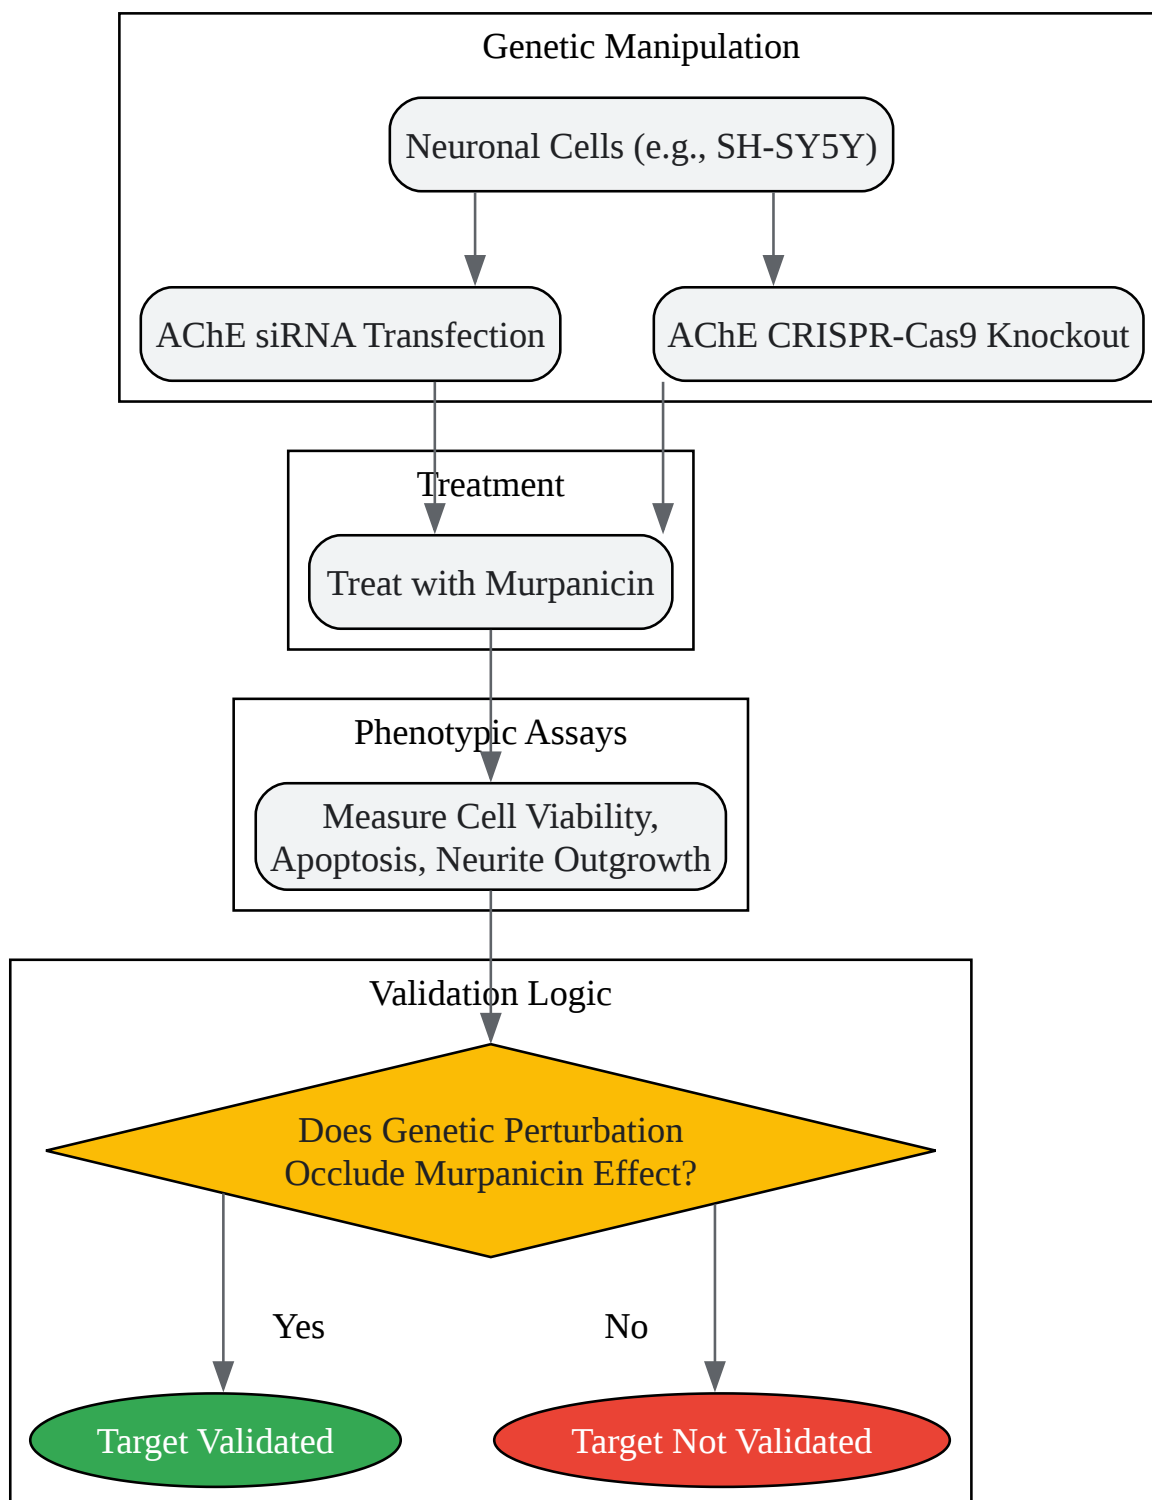 Genetic Manipulation
Neuronal Cells (e.g., SH-SY5Y)
AChE siRNA Transfection
AChE CRISPR-Cas9 Knockout
Treatment
Treat with Murpanicin
Phenotypic Assays
Measure Cell Viability,
Apoptosis, Neurite Outgrowth
Validation Logic
Does Genetic Perturbation
Occlude Murpanicin Effect?
Yes
No
Target Validated
Target Not Validated